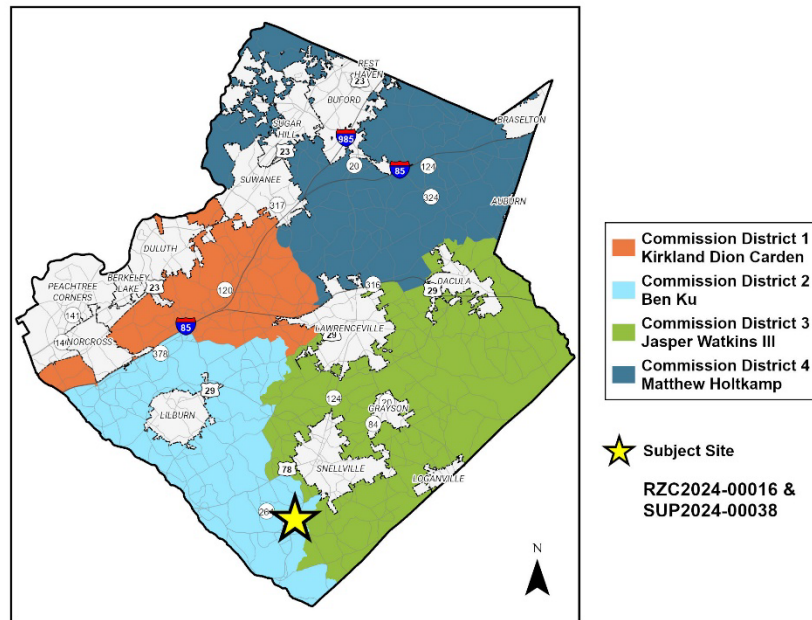 REST
HAVEN
23
BUFORD
BRASELTON
SUGAR
HILL
985
23
20
124
85
SUWANEE
324
AUBURN
317
DULUTH
BERKELEY
LAKE
23
PEACHTREE
CORNERS
120
316
29
DACULA
141
85
LAWRENCEVILLE
29
NORCROSS
14
378
29
LILBURN
124
20
GRAYSON
84
78
SNELLVILLE
LOGANVILLE
N
Commission District 1
Kirkland Dion Carden
Commission District 2
Ben Ku
Commission District 3
Jasper Watkins III
Commission District 4
Matthew Holtkamp
Subject Site
RZC2024-00016 &
SUP2024-00038